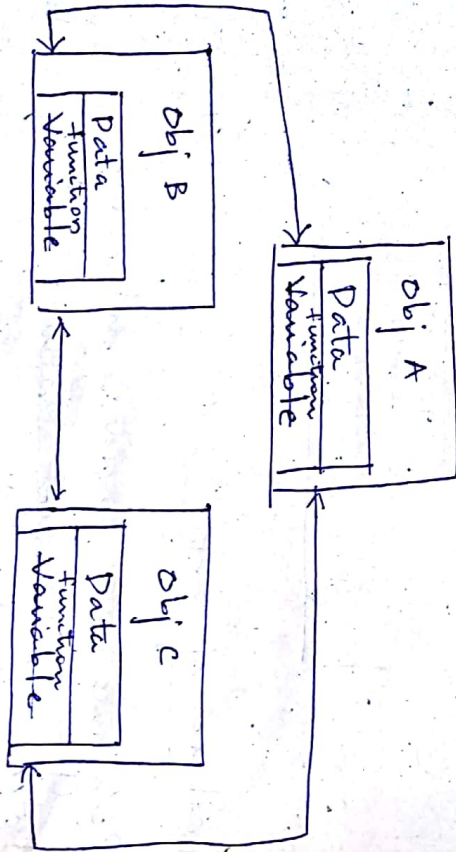 Obj A
Data
function
Variable
Obj B
Data
function
Variable
Obj C
Data
function
Variable